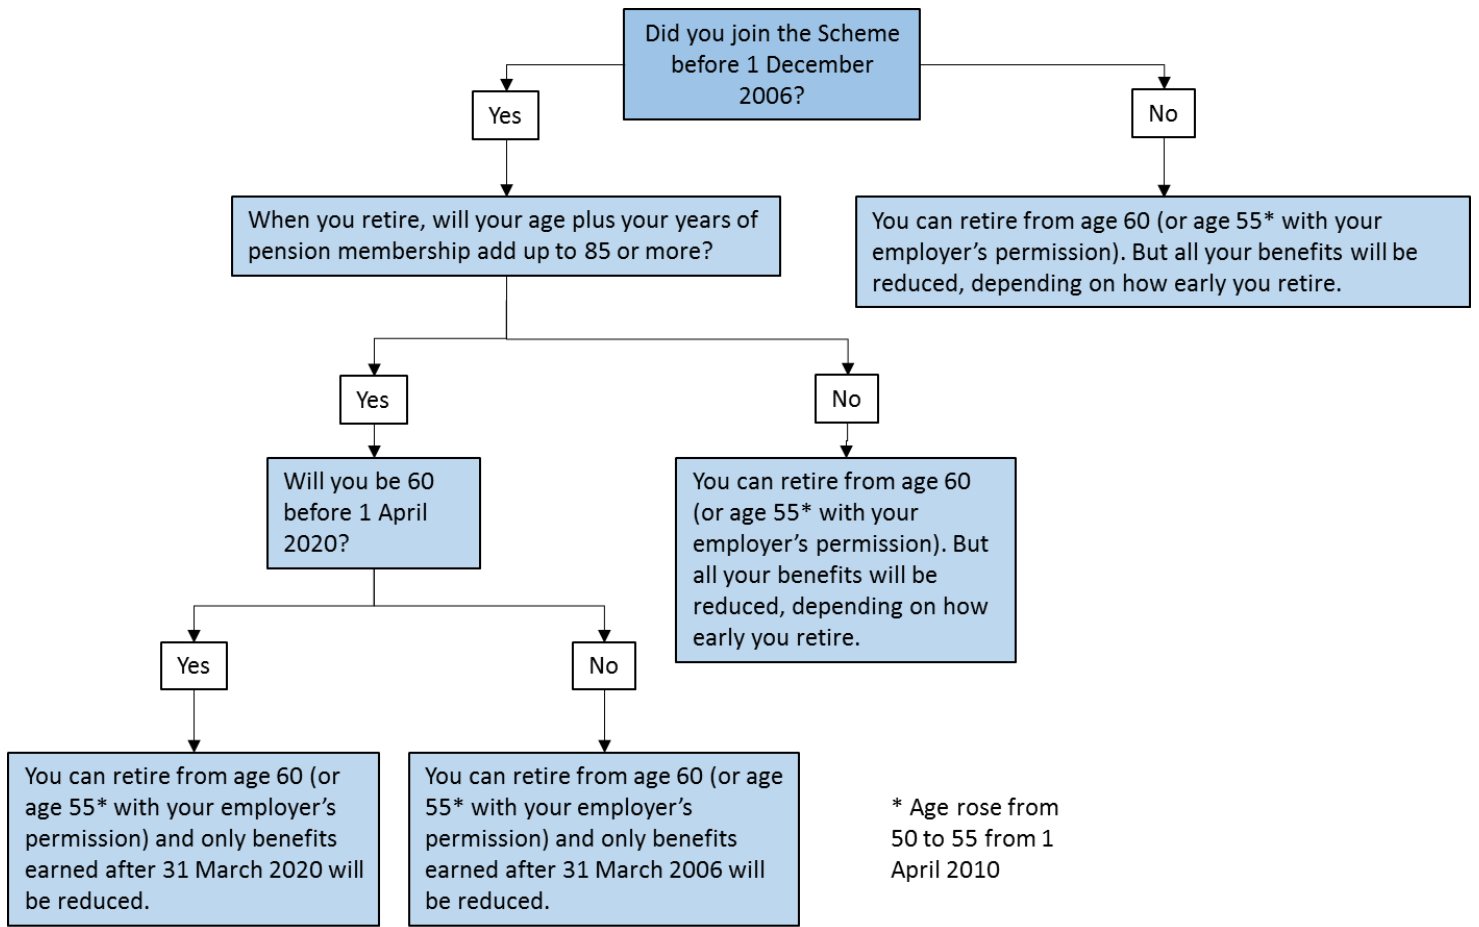 Did you join the Scheme
before 1 December
2006?
Yes
No
When you retire, will your age plus your years of
pension membership add up to 85 or more?
You can retire from age 60 (or age 55* with your
employer’s permission). But all your benefits will be
reduced, depending on how early you retire.
Yes
No
Will you be 60
before 1 April
2020?
You can retire from age 60
(or age 55* with your
employer’s permission). But
all your benefits will be
reduced, depending on how
early you retire.
Yes
No
You can retire from age 60 (or
age 55* with your employer’s
permission) and only benefits
earned after 31 March 2020 will
be reduced.
You can retire from age 60 (or age
55* with your employer’s
permission) and only benefits
earned after 31 March 2006 will
be reduced.
* Age rose from
50 to 55 from 1
April 2010